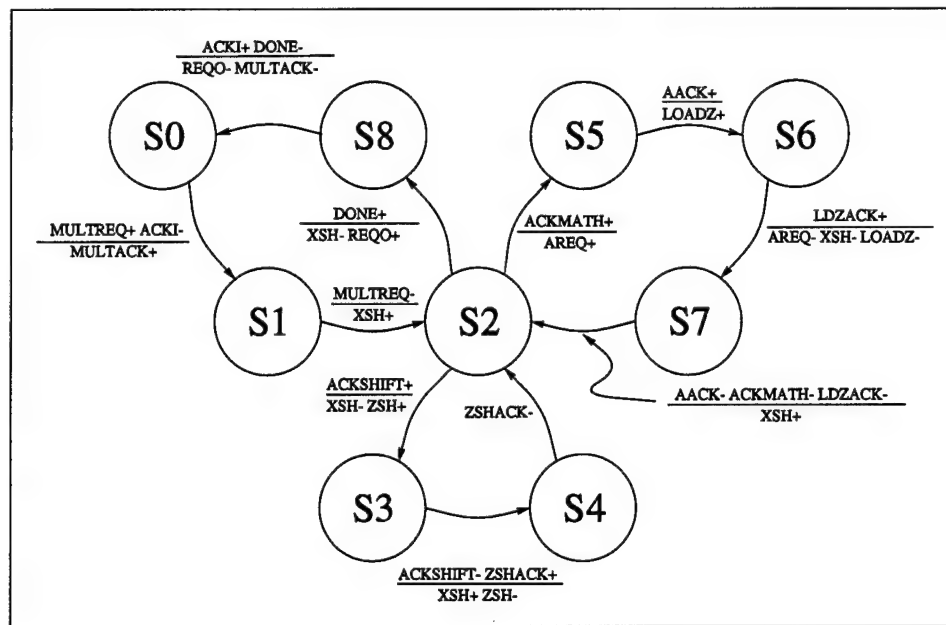 ACKI+ DONE-
REQO- MULTACK-
AACK+
LOADZ+
S0
S8
S5
S6
MULTREQ+ ACKI-
MULTACK+
DONE+
XSH- REQO+
ACKMATH+
AREQ+
LDZACK+
AREQ- XSH- LOADZ-
S1
MULTREQ-
XSH+
S2
S7
ACKSHIFT+
XSH- ZSH+
ZSHACK-
AACK- ACKMATH- LDZACK-
XSH+
S3
S4
ACKSHIFT- ZSHACK+
XSH+ ZSH-